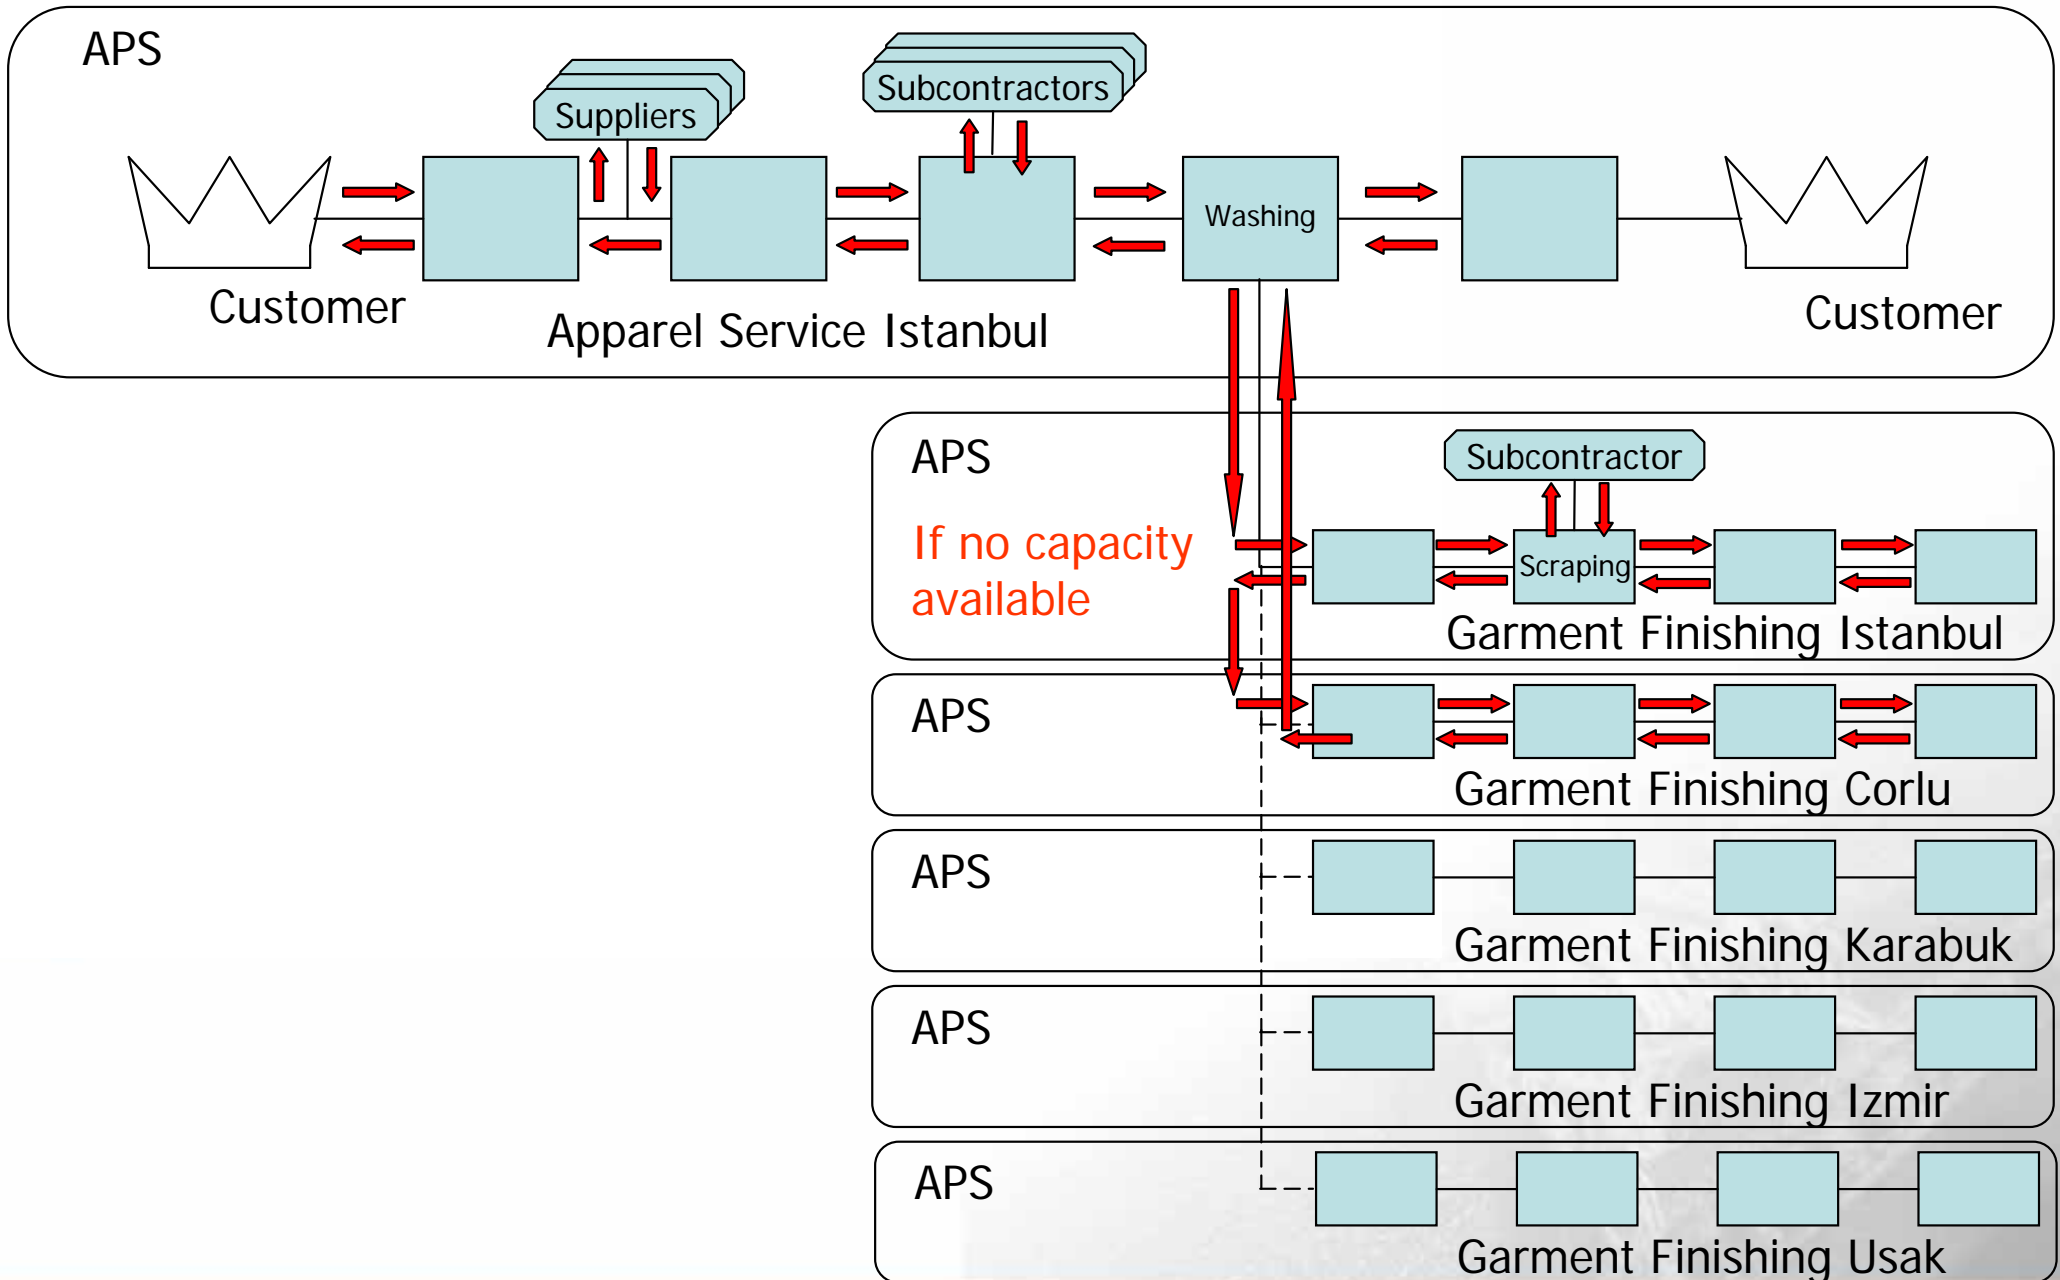 APS
Suppliers
Subcontractors
Washing
Customer
Apparel Service Istanbul
Customer
APS
Subcontractor
If no capacity
available
Scraping
Garment Finishing Istanbul
APS
Garment Finishing Corlu
APS
Garment Finishing Karabuk
APS
Garment Finishing Izmir
APS
Garment Finishing Usak